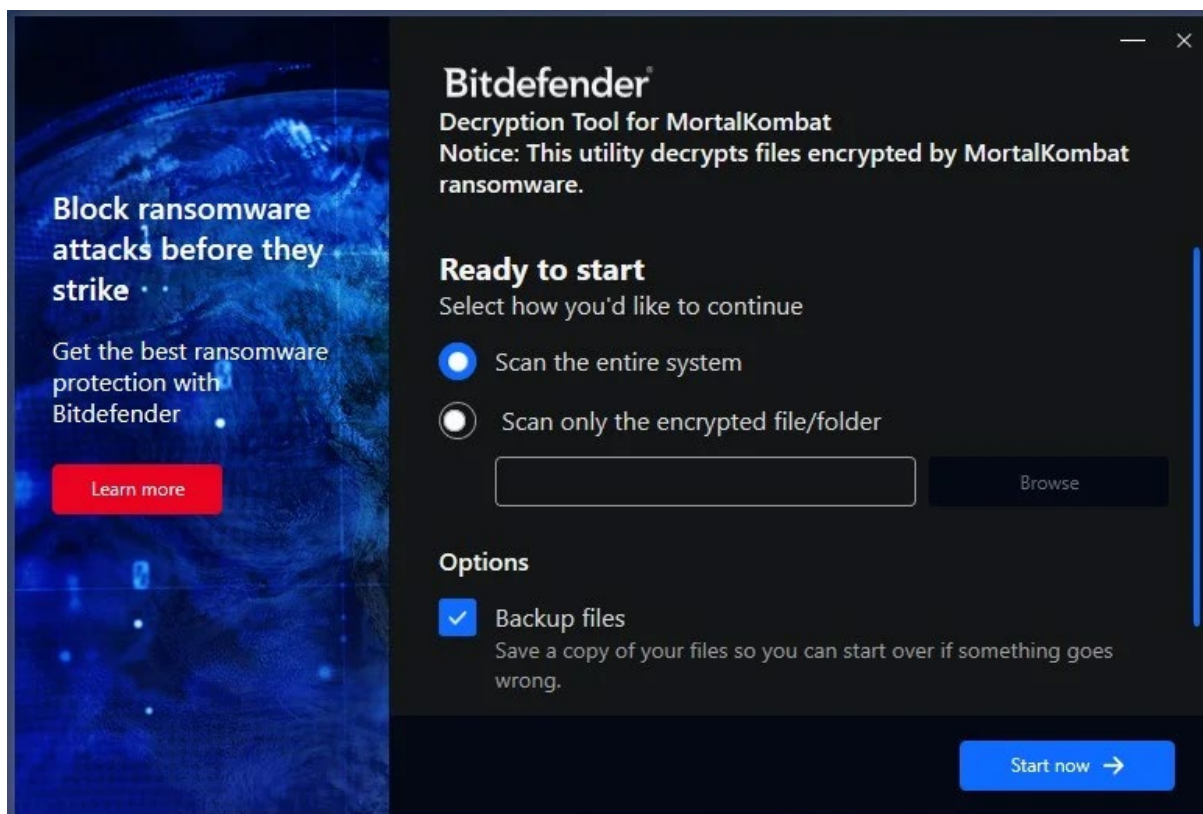 Block ransomware
attacks before they
strike
Get the best ransomware
protection with
Bitdefender
Learn more
Bitdefender®
Decryption Tool for MortalKombat
Notice: This utility decrypts files encrypted by MortalKombat
ransomware.
Ready to start
Select how you'd like to continue
Scan the entire system
Scan only the encrypted file/folder
Browse
Options
Backup files
Save a copy of your files so you can start over if something goes
wrong.
Start now